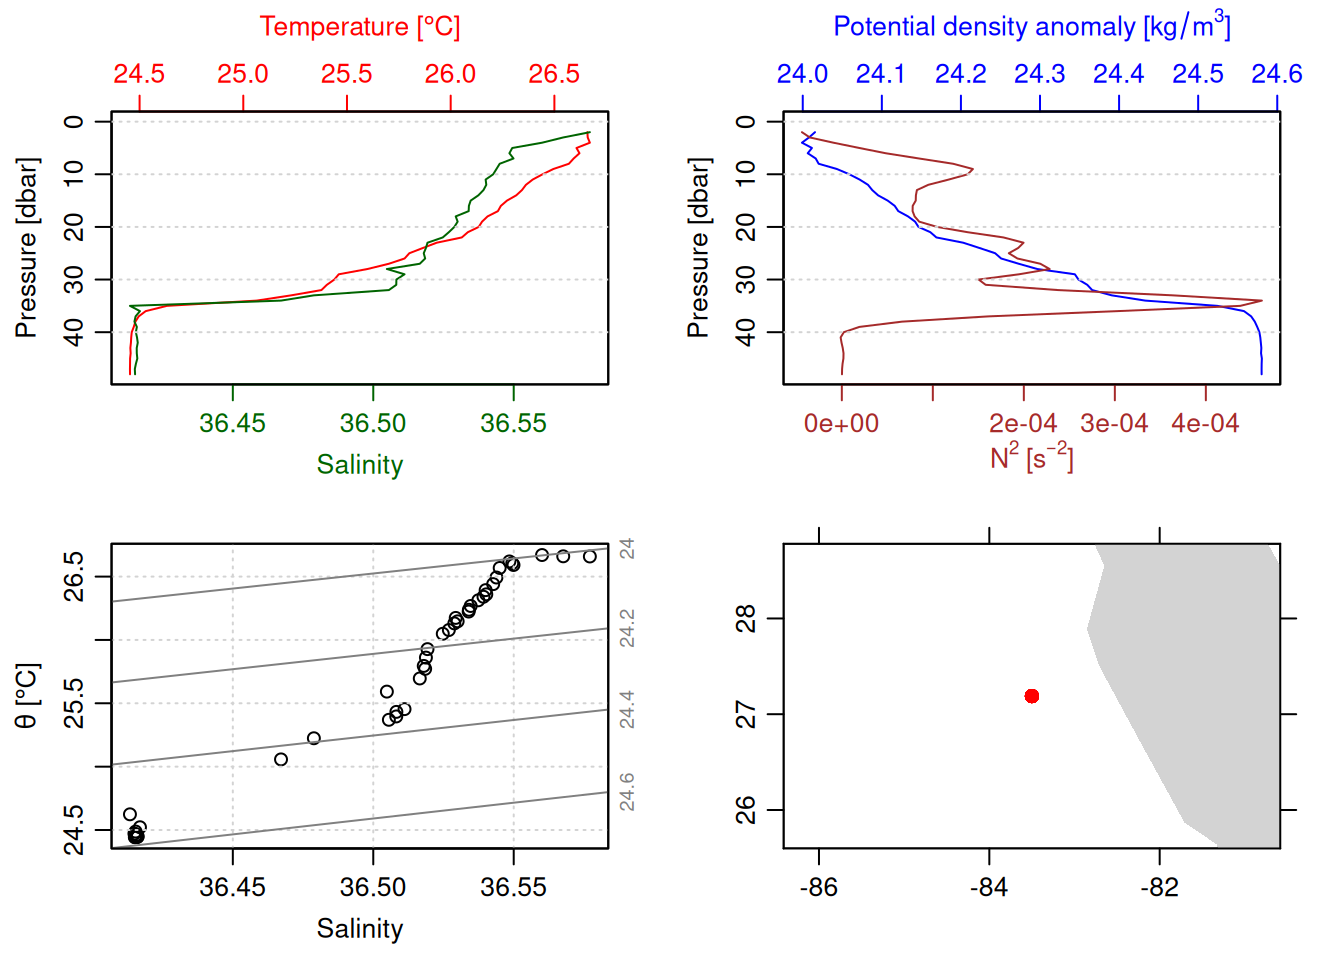 Temperature [°C]
24.5 25.0 25.5 26.0 26.5
Pressure [dbar]
0
10
20
30
40
36.45 36.50 36.55
Salinity
Potential density anomaly [kg/m³]
24.0 24.1 24.2 24.3 24.4 24.5 24.6
Pressure [dbar]
0
10
20
30
40
0e+00 2e-04 3e-04 4e-04
N² [s⁻²]
θ [°C]
26.5
25.5
24.5
24
24.2
24.4
24.6
36.45 36.50 36.55
Salinity
28
27
26
-86 -84 -82